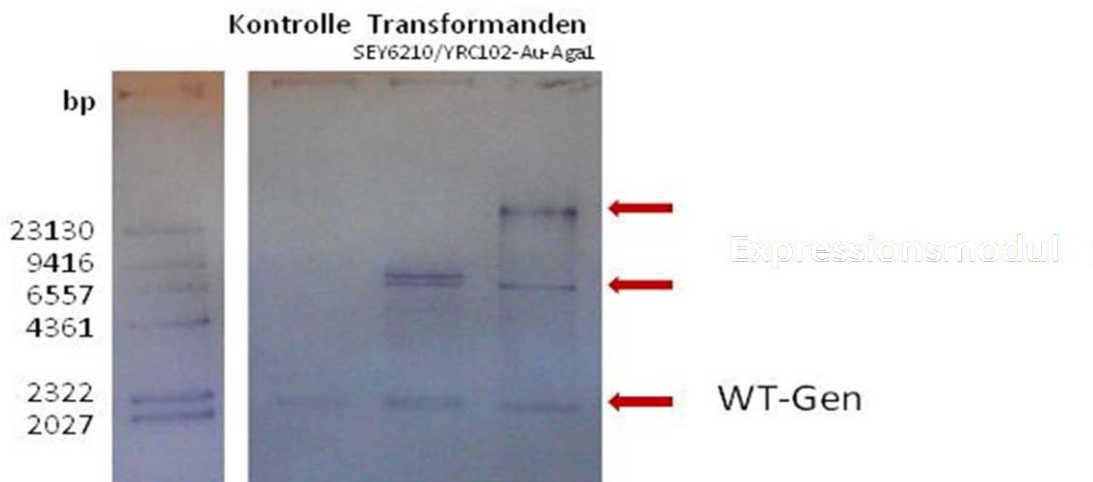 Kontrolle Transformanden
SEY6210/YRC102-Au-Aga1
bp
23130
9416
6557
4361
2322
2027
Expressionsmodul
WT-Gen